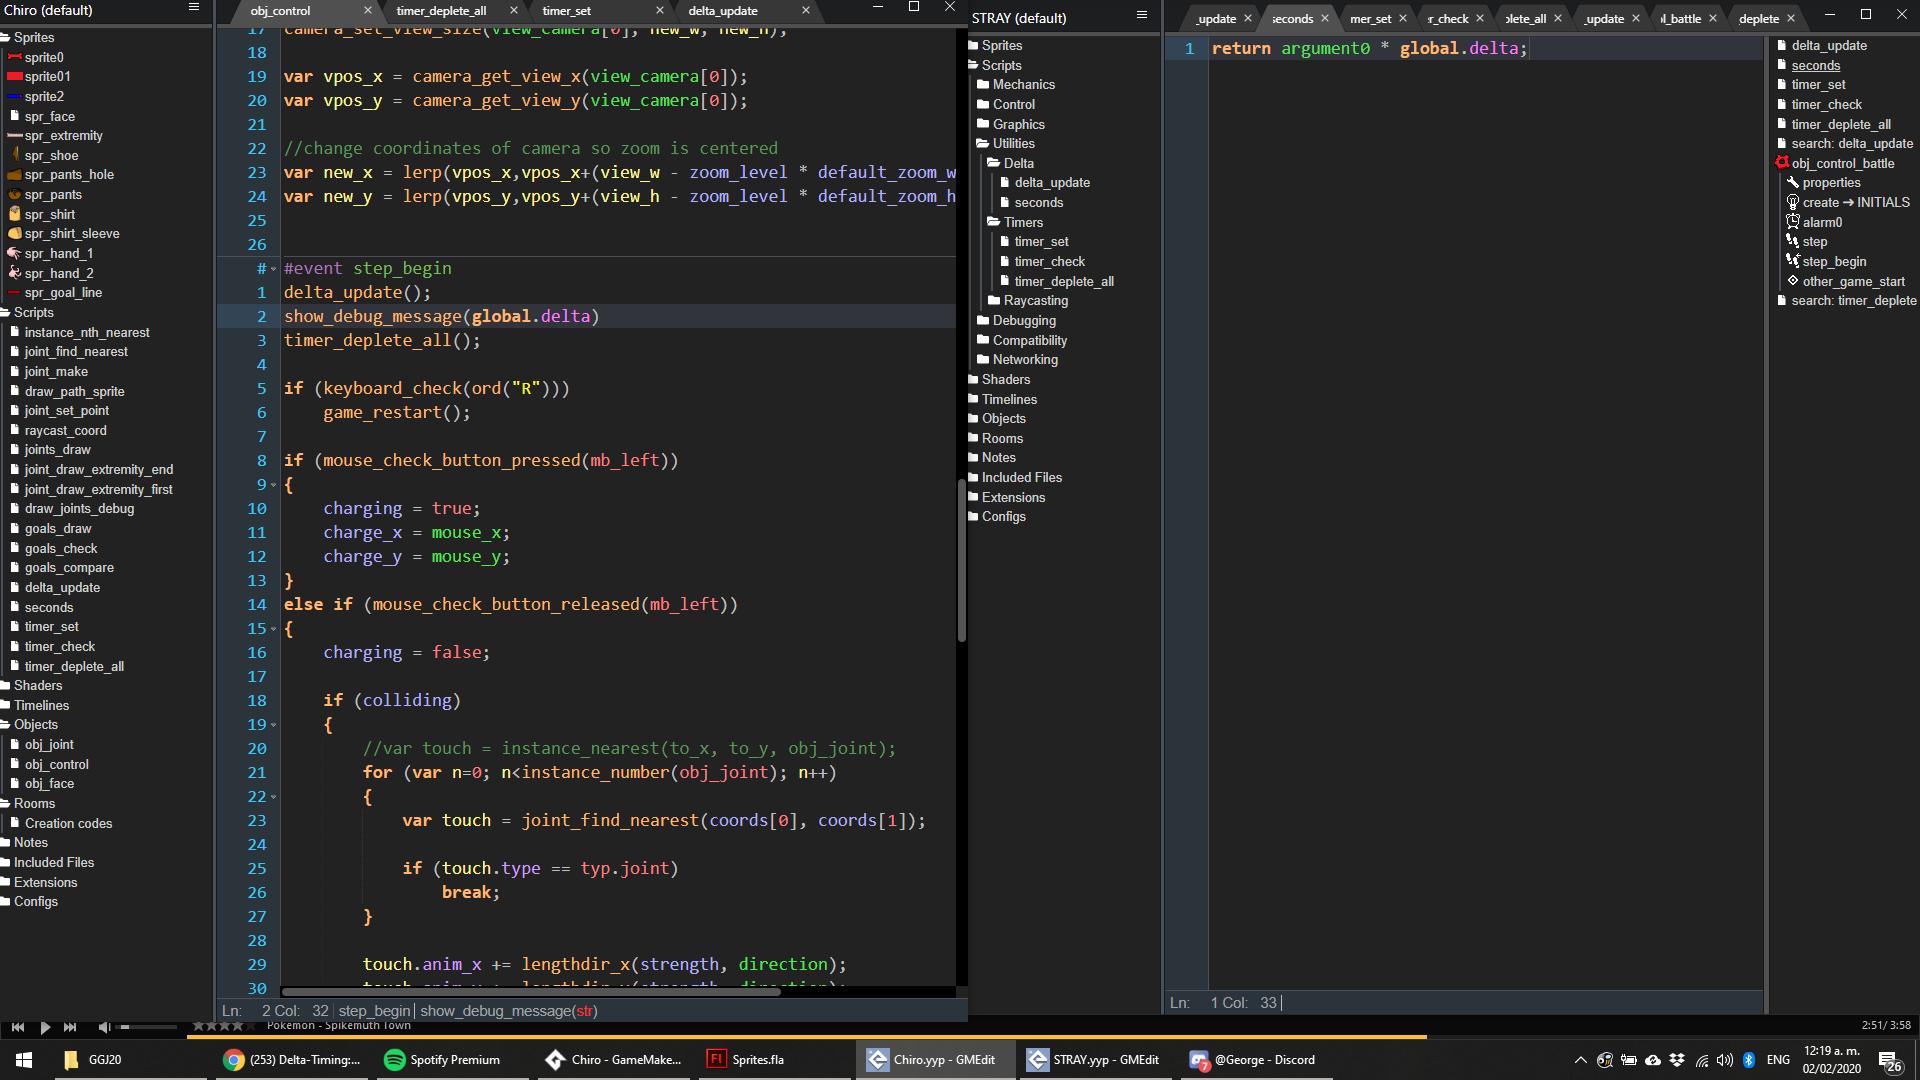 Chiro (default)
Sprites
sprite0
sprite01
sprite2
spr_face
spr_extremity
spr_shoe
spr_pants_hole
spr_pants
spr_shirt
spr_shirt_sleeve
spr_hand_1
spr_hand_2
spr_goal_line
Scripts
instance_nth_nearest
joint_find_nearest
joint_make
draw_path_sprite
joint_set_point
raycast_coord
joints_draw
joint_draw_extremity_end
joint_draw_extremity_first
draw_joints_debug
goals_draw
goals_check
goals_compare
delta_update
seconds
timer_set
timer_check
timer_deplete_all
Shaders
Timelines
Objects
obj_joint
obj_control
obj_face
Rooms
Creation codes
Notes
Included Files
Extensions
Configs
obj_control × timer_deplete_all × timer_set × delta_update ×
17 camera_set_view_size(view_camera[0], new_w, new_h);
18
19 var vpos_x = camera_get_view_x(view_camera[0]);
20 var vpos_y = camera_get_view_y(view_camera[0]);
21
22 //change coordinates of camera so zoom is centered
23 var new_x = lerp(vpos_x,vpos_x+(view_w - zoom_level * default_zoom_w
24 var new_y = lerp(vpos_y,vpos_y+(view_h - zoom_level * default_zoom_h
25
26
# #event step_begin
1 delta_update();
2 show_debug_message(global.delta)
3 timer_deplete_all();
4
5 if (keyboard_check(ord("R")))
6 game_restart();
7
8 if (mouse_check_button_pressed(mb_left))
9 {
10 charging = true;
11 charge_x = mouse_x;
12 charge_y = mouse_y;
13 }
14 else if (mouse_check_button_released(mb_left))
15 {
16 charging = false;
17
18 if (colliding)
19 {
20 //var touch = instance_nearest(to_x, to_y, obj_joint);
21 for (var n=0; n<instance_number(obj_joint); n++)
22 {
23 var touch = joint_find_nearest(coords[0], coords[1]);
24
25 if (touch.type == typ.joint)
26 break;
27 }
28
29 touch.anim_x += lengthdir_x(strength, direction);
30
Ln: 2 Col: 32 step_begin show_debug_message(str)
STRAY (default)
Sprites
Scripts
Mechanics
Control
Graphics
Utilities
Delta
delta_update
seconds
Timers
timer_set
timer_check
timer_deplete_all
Raycasting
Debugging
Compatibility
Networking
Shaders
Timelines
Objects
Rooms
Notes
Included Files
Extensions
Configs
_update × seconds × mer_set × r_check × plete_all × _update × l_battle × deplete ×
1 return argument0 * global.delta;
Ln: 1 Col: 33
delta_update
seconds
timer_set
timer_check
timer_deplete_all
search: delta_update
obj_control_battle
properties
create → INITIALS
alarm0
step
step_begin
other_game_start
search: timer_deplete
Pokemon - Spikemuth Town
2:51/ 3:58
GGJ20
(253) Delta-Timing:...
Spotify Premium
Chiro - GameMake...
Fl Sprites.fla
Chiro.yyp - GMEdit
STRAY.yyp - GMEdit
7 @George - Discord
ENG
12:19 a. m.
02/02/2020
26